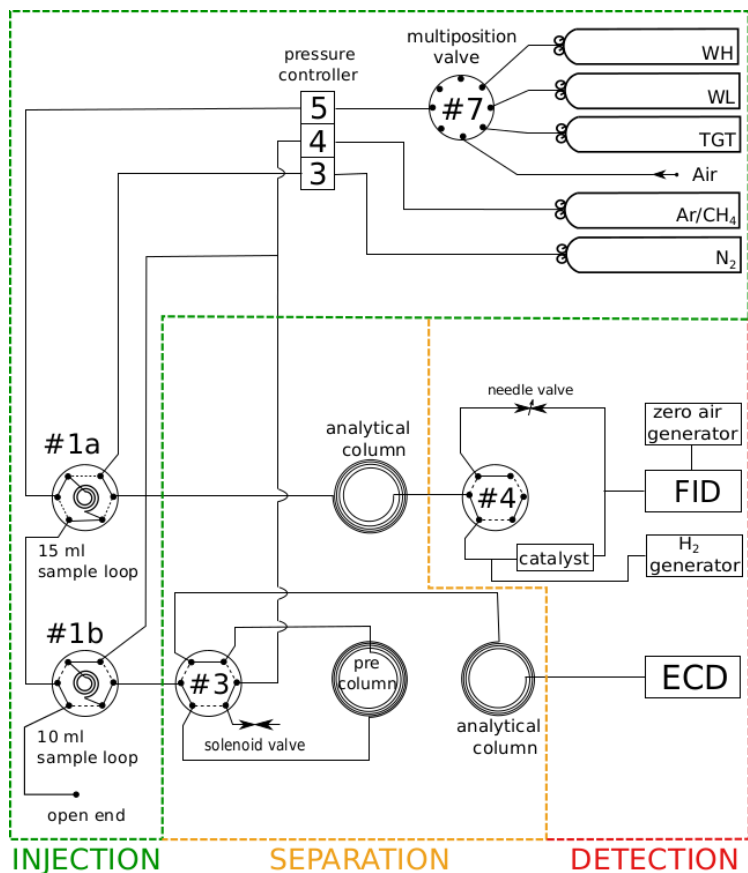 multiposition
valve
pressure
controller
WH
5
#7
WL
4
TGT
3
Air
Ar/CH₄
N₂
needle valve
zero air
generator
analytical
column
#1a
#4
FID
15 ml
sample loop
catalyst
H₂
generator
#1b
pre
column
#3
ECD
10 ml
sample loop
solenoid valve
analytical
column
open end
INJECTION
SEPARATION
DETECTION